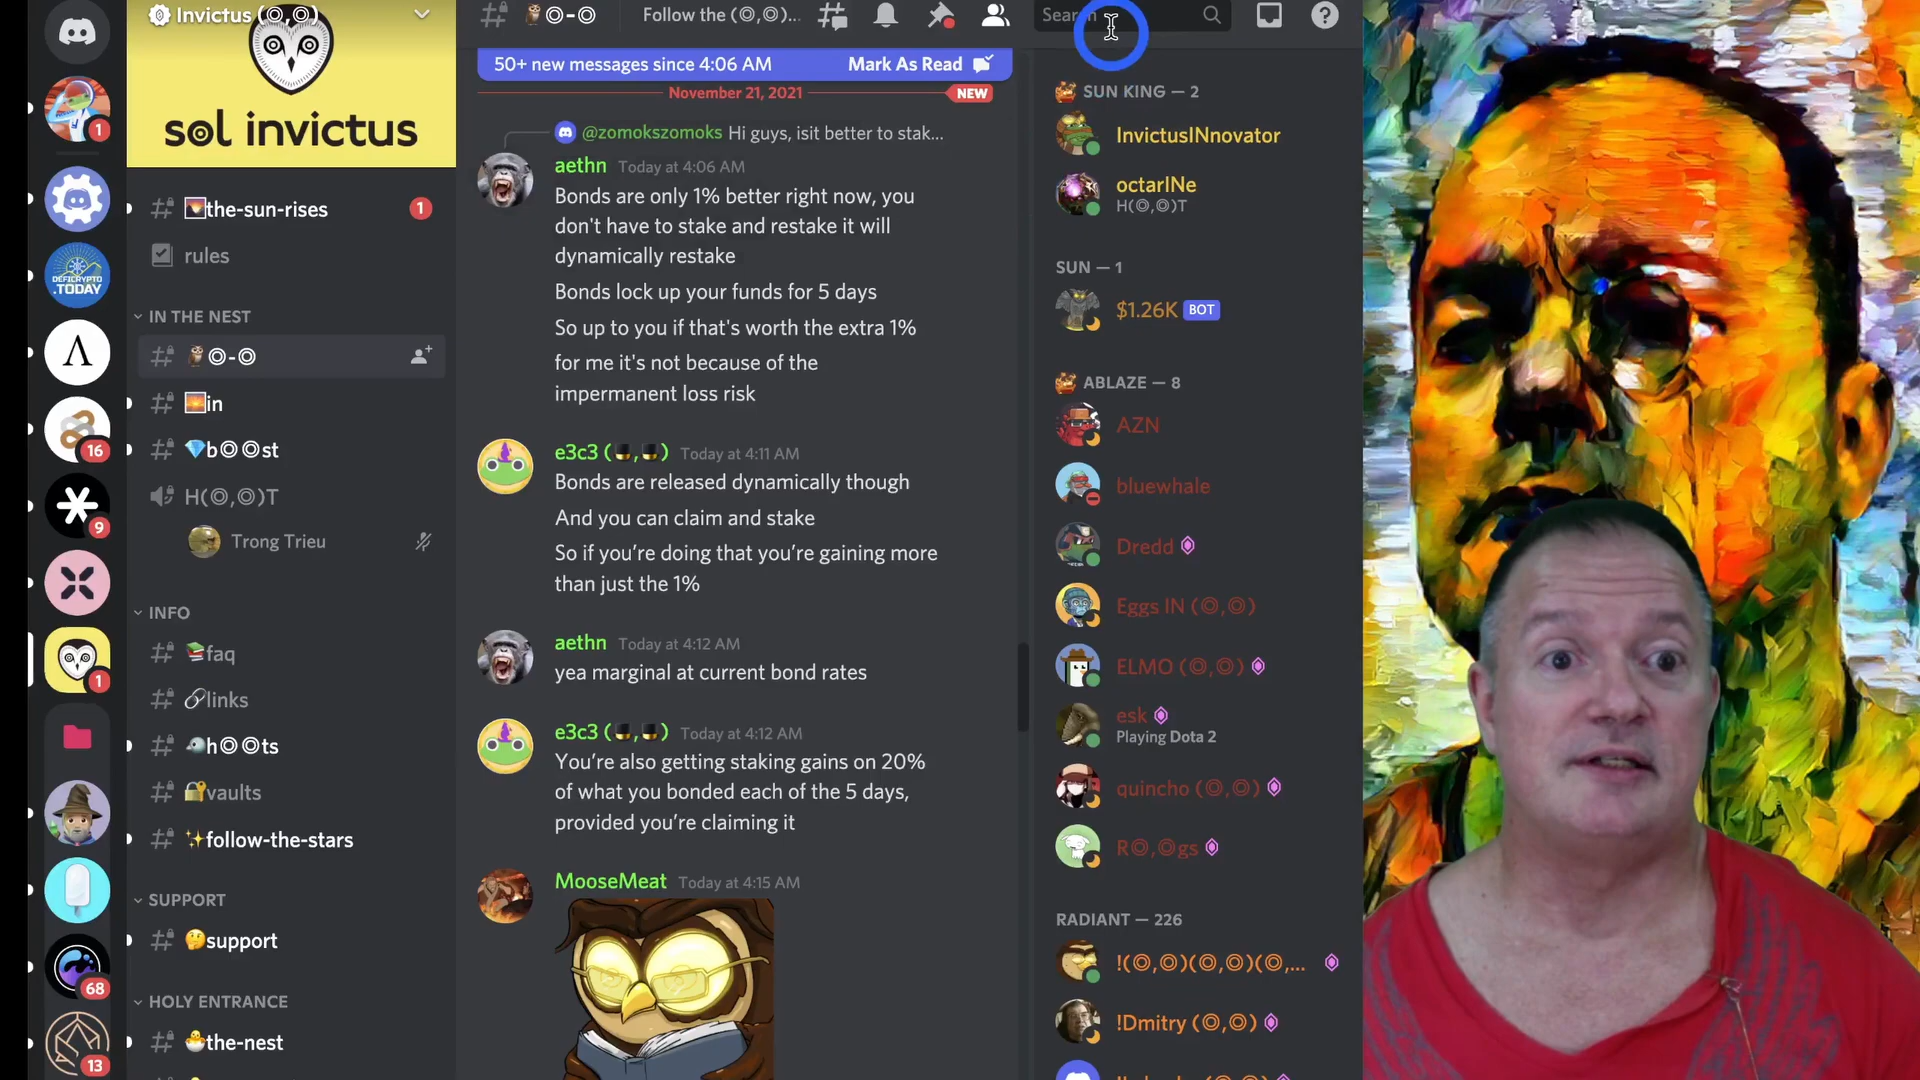 Invictus (◎,◎)
sol invictus
the-sun-rises
1
rules
IN THE NEST
◎-◎
in
b◎◎st
H(◎,◎)T
Trong Trieu
INFO
faq
links
h◎◎ts
vaults
follow-the-stars
SUPPORT
support
HOLY ENTRANCE
the-nest
1
DEFICRYPTO
.TODAY
16
9
1
68
13
◎-◎
Follow the (◎,◎)...
Search
50+ new messages since 4:06 AM
Mark As Read
November 21, 2021
NEW
@zomokszomoks Hi guys, isit better to stak...
aethn Today at 4:06 AM
Bonds are only 1% better right now, you
don't have to stake and restake it will
dynamically restake
Bonds lock up your funds for 5 days
So up to you if that's worth the extra 1%
for me it's not because of the
impermanent loss risk
e3c3 ( , ) Today at 4:11 AM
Bonds are released dynamically though
And you can claim and stake
So if you’re doing that you’re gaining more
than just the 1%
aethn Today at 4:12 AM
yea marginal at current bond rates
e3c3 ( , ) Today at 4:12 AM
You’re also getting staking gains on 20%
of what you bonded each of the 5 days,
provided you’re claiming it
MooseMeat Today at 4:15 AM
SUN KING — 2
InvictusINnovator
octarINe
H(◎,◎)T
SUN — 1
$1.26K BOT
ABLAZE — 8
AZN
bluewhale
Dredd
Eggs IN (◎,◎)
ELMO (◎,◎)
esk
Playing Dota 2
quincho (◎,◎)
R◎,◎gs
RADIANT — 226
!(◎,◎)(◎,◎)(◎,...
!Dmitry (◎,◎)